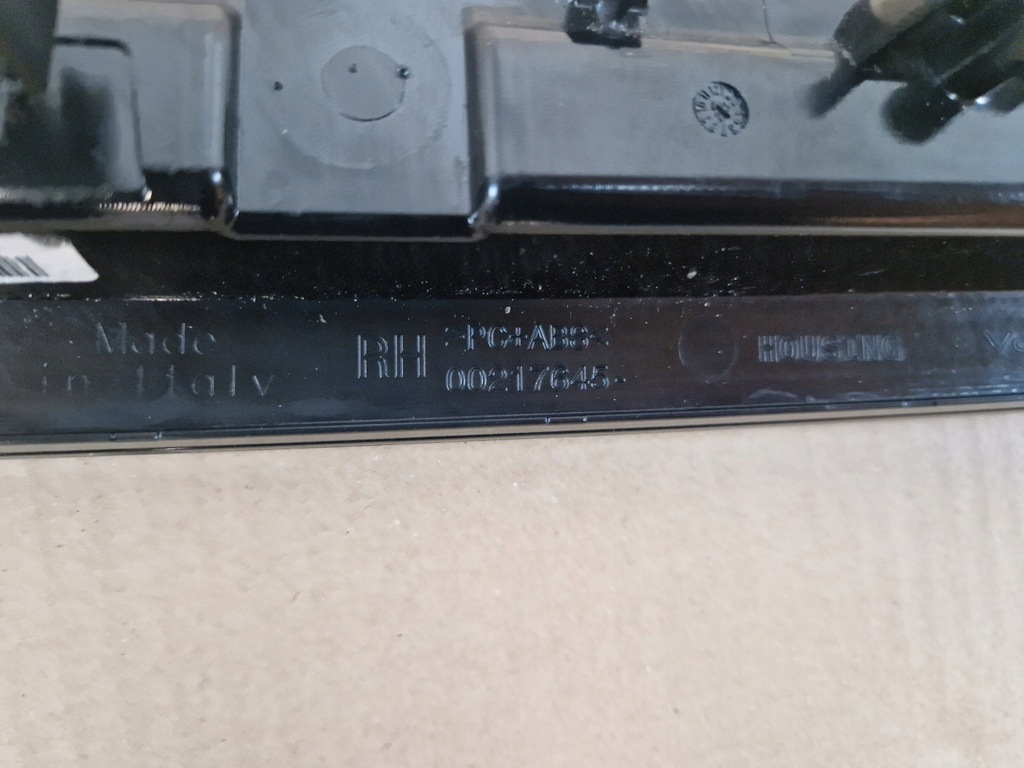 Made
in Italy
RH
>PC+ABS<
00217645-
HOUSING